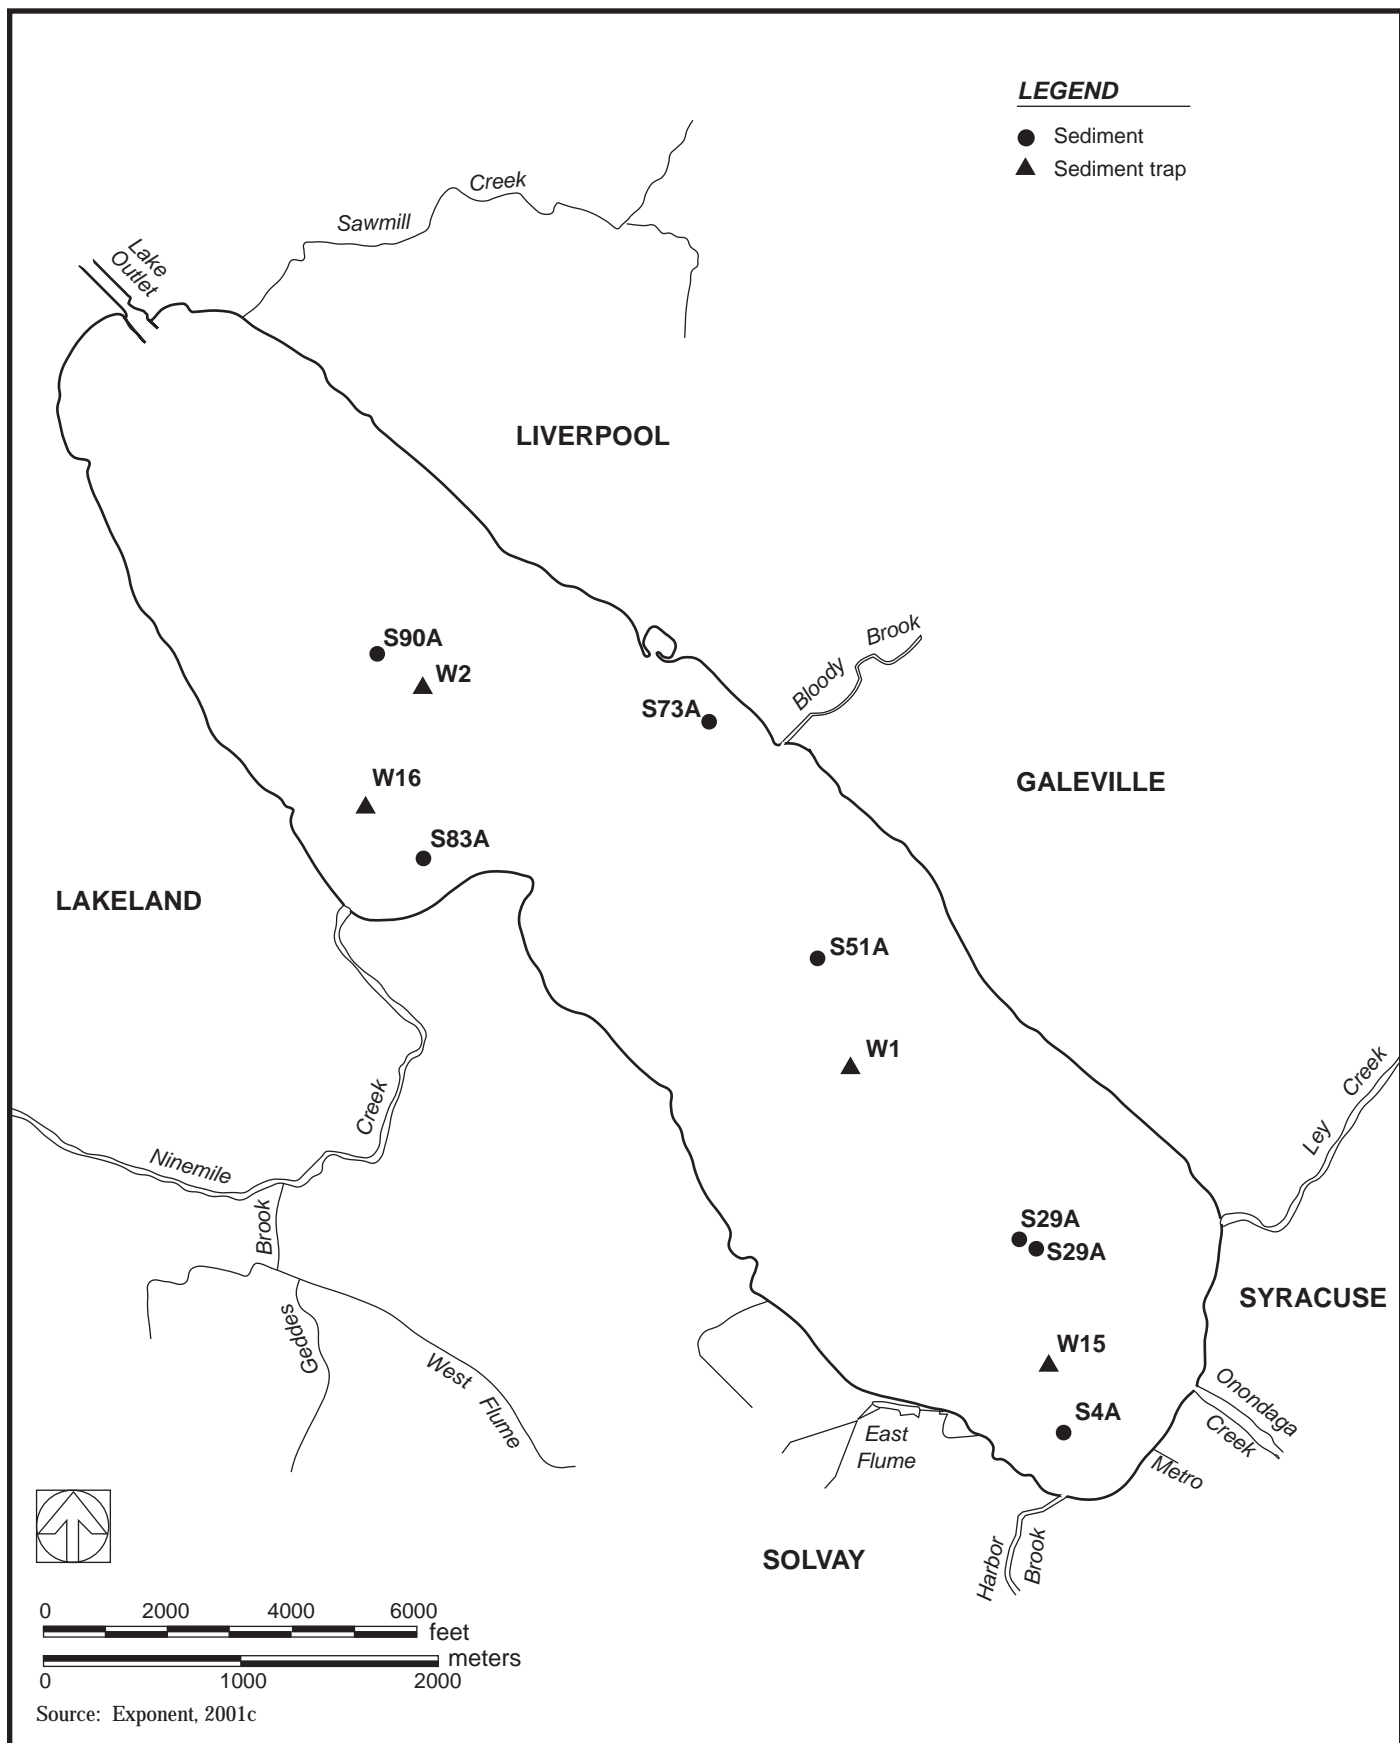 LEGEND
Sediment
Sediment trap
Creek
Sawmill
Lake
Outlet
LIVERPOOL
S90A
W2
Brook
Bloody
S73A
W16
GALEVILLE
S83A
LAKELAND
S51A
W1
Creek
Ley
Creek
Ninemile
Brook
S29A
S29A
SYRACUSE
Geddes
West
Flume
W15
Onondaga
Creek
S4A
East
Flume
Metro
Harbor
Brook
SOLVAY
0 2000 4000 6000
feet
meters
0 1000 2000
Source: Exponent, 2001c